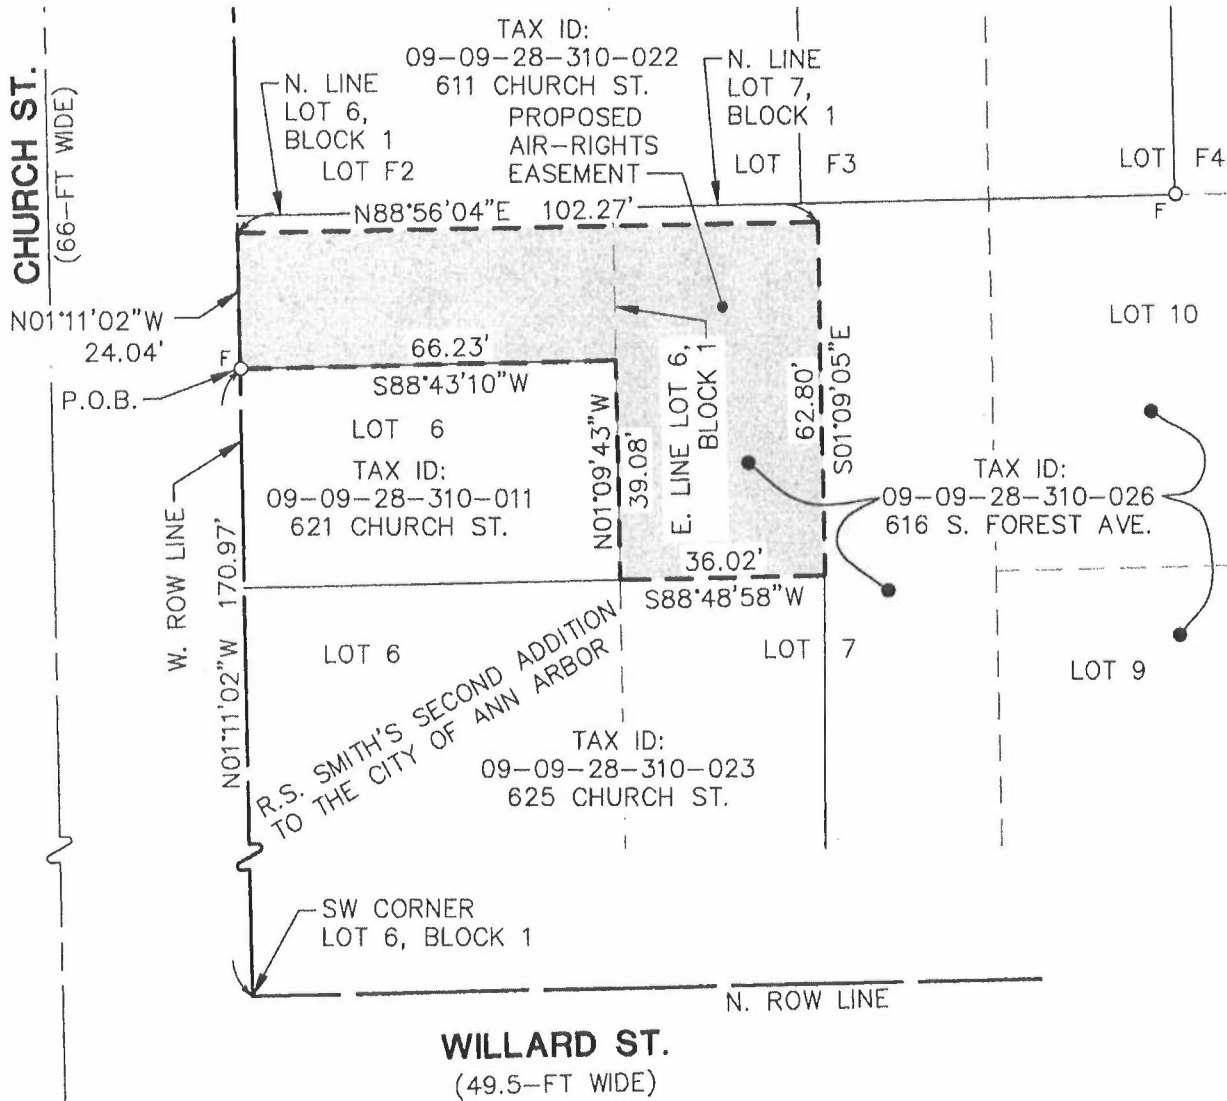 TAX ID:
09-09-28-310-022
611 CHURCH ST.
N. LINE
LOT 6,
BLOCK 1
LOT F2
PROPOSED
AIR-RIGHTS
EASEMENT
N. LINE
LOT 7,
BLOCK 1
LOT F3
LOT F4
F
CHURCH ST.
(66-FT WIDE)
N88°56'04"E 102.27'
N01°11'02"W
24.04'
F
P.O.B.
66.23'
S88°43'10"W
E. LINE LOT 6,
BLOCK 1
62.80'
S01°09'05"E
LOT 10
LOT 6
TAX ID:
09-09-28-310-011
621 CHURCH ST.
N01°09'43"W
39.08'
36.02'
S88°48'58"W
TAX ID:
09-09-28-310-026
616 S. FOREST AVE.
W. ROW LINE
N01°11'02"W 170.97'
LOT 6
LOT 7
LOT 9
R.S. SMITH'S SECOND ADDITION
TO THE CITY OF ANN ARBOR
TAX ID:
09-09-28-310-023
625 CHURCH ST.
SW CORNER
LOT 6, BLOCK 1
N. ROW LINE
WILLARD ST.
(49.5-FT WIDE)